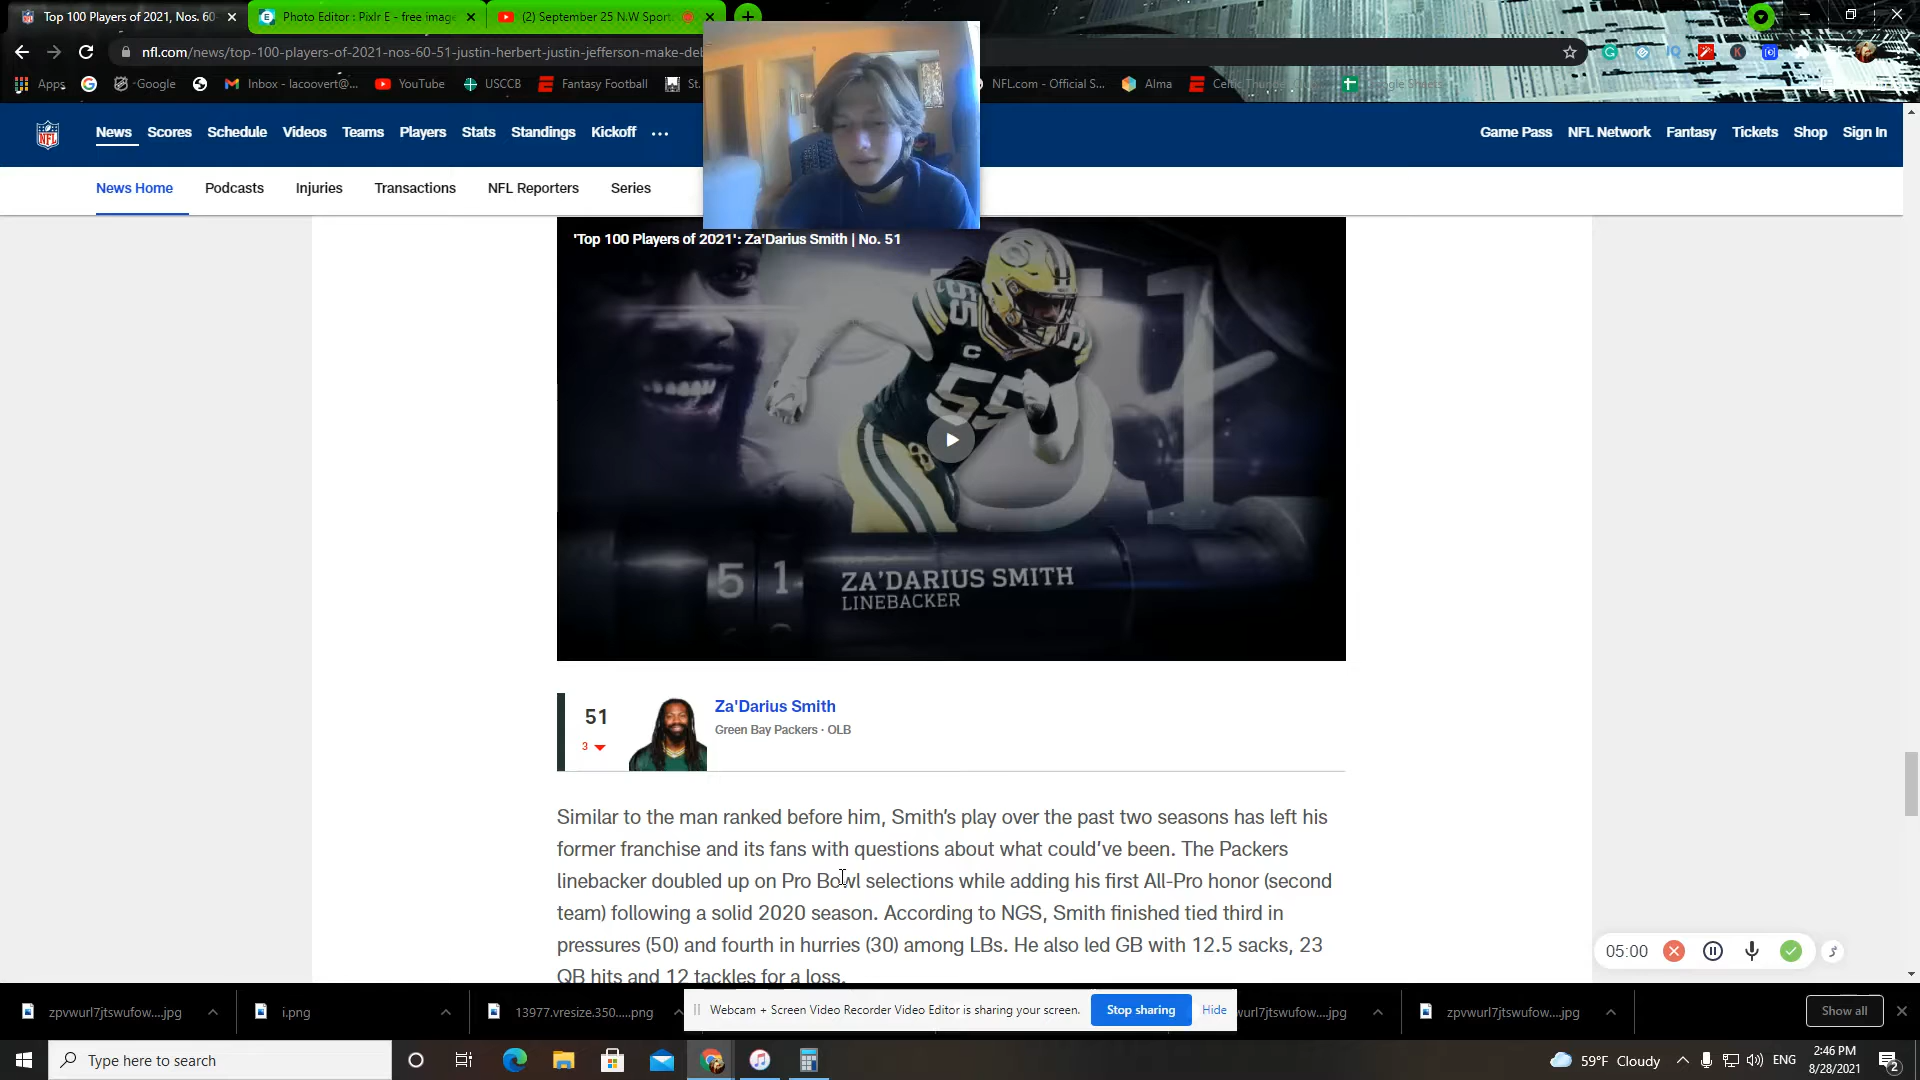 Top 100 Players of 2021, Nos. 60-
Photo Editor : Pixlr E - free image
(2) September 25 N.W Sport
nfl.com/news/top-100-players-of-2021-nos-60-51-justin-herbert-justin-jefferson-make-deb
Apps
Google
Inbox - lacoovert@...
YouTube
USCCB
Fantasy Football
St.
NFL.com - Official S...
Alma
Celtic Thunde
Google Sheets
News Scores Schedule Videos Teams Players Stats Standings Kickoff ...
Game Pass NFL Network Fantasy Tickets Shop Sign In
News Home Podcasts Injuries Transactions NFL Reporters Series
'Top 100 Players of 2021': Za'Darius Smith | No. 51
C
55
51
51
ZA'DARIUS SMITH
LINEBACKER
51
3
Za'Darius Smith
Green Bay Packers · OLB
Similar to the man ranked before him, Smith's play over the past two seasons has left his
former franchise and its fans with questions about what could've been. The Packers
linebacker doubled up on Pro Bowl selections while adding his first All-Pro honor (second
team) following a solid 2020 season. According to NGS, Smith finished tied third in
pressures (50) and fourth in hurries (30) among LBs. He also led GB with 12.5 sacks, 23
QB hits and 12 tackles for a loss.
05:00
zpvwurl7jtswufow....jpg
i.png
13977.vresize.350.....png
Webcam + Screen Video Recorder Video Editor is sharing your screen.
Stop sharing
Hide
wurl7jtswufow....jpg
zpvwurl7jtswufow....jpg
Show all
Type here to search
59°F Cloudy
ENG
2:46 PM
8/28/2021
2